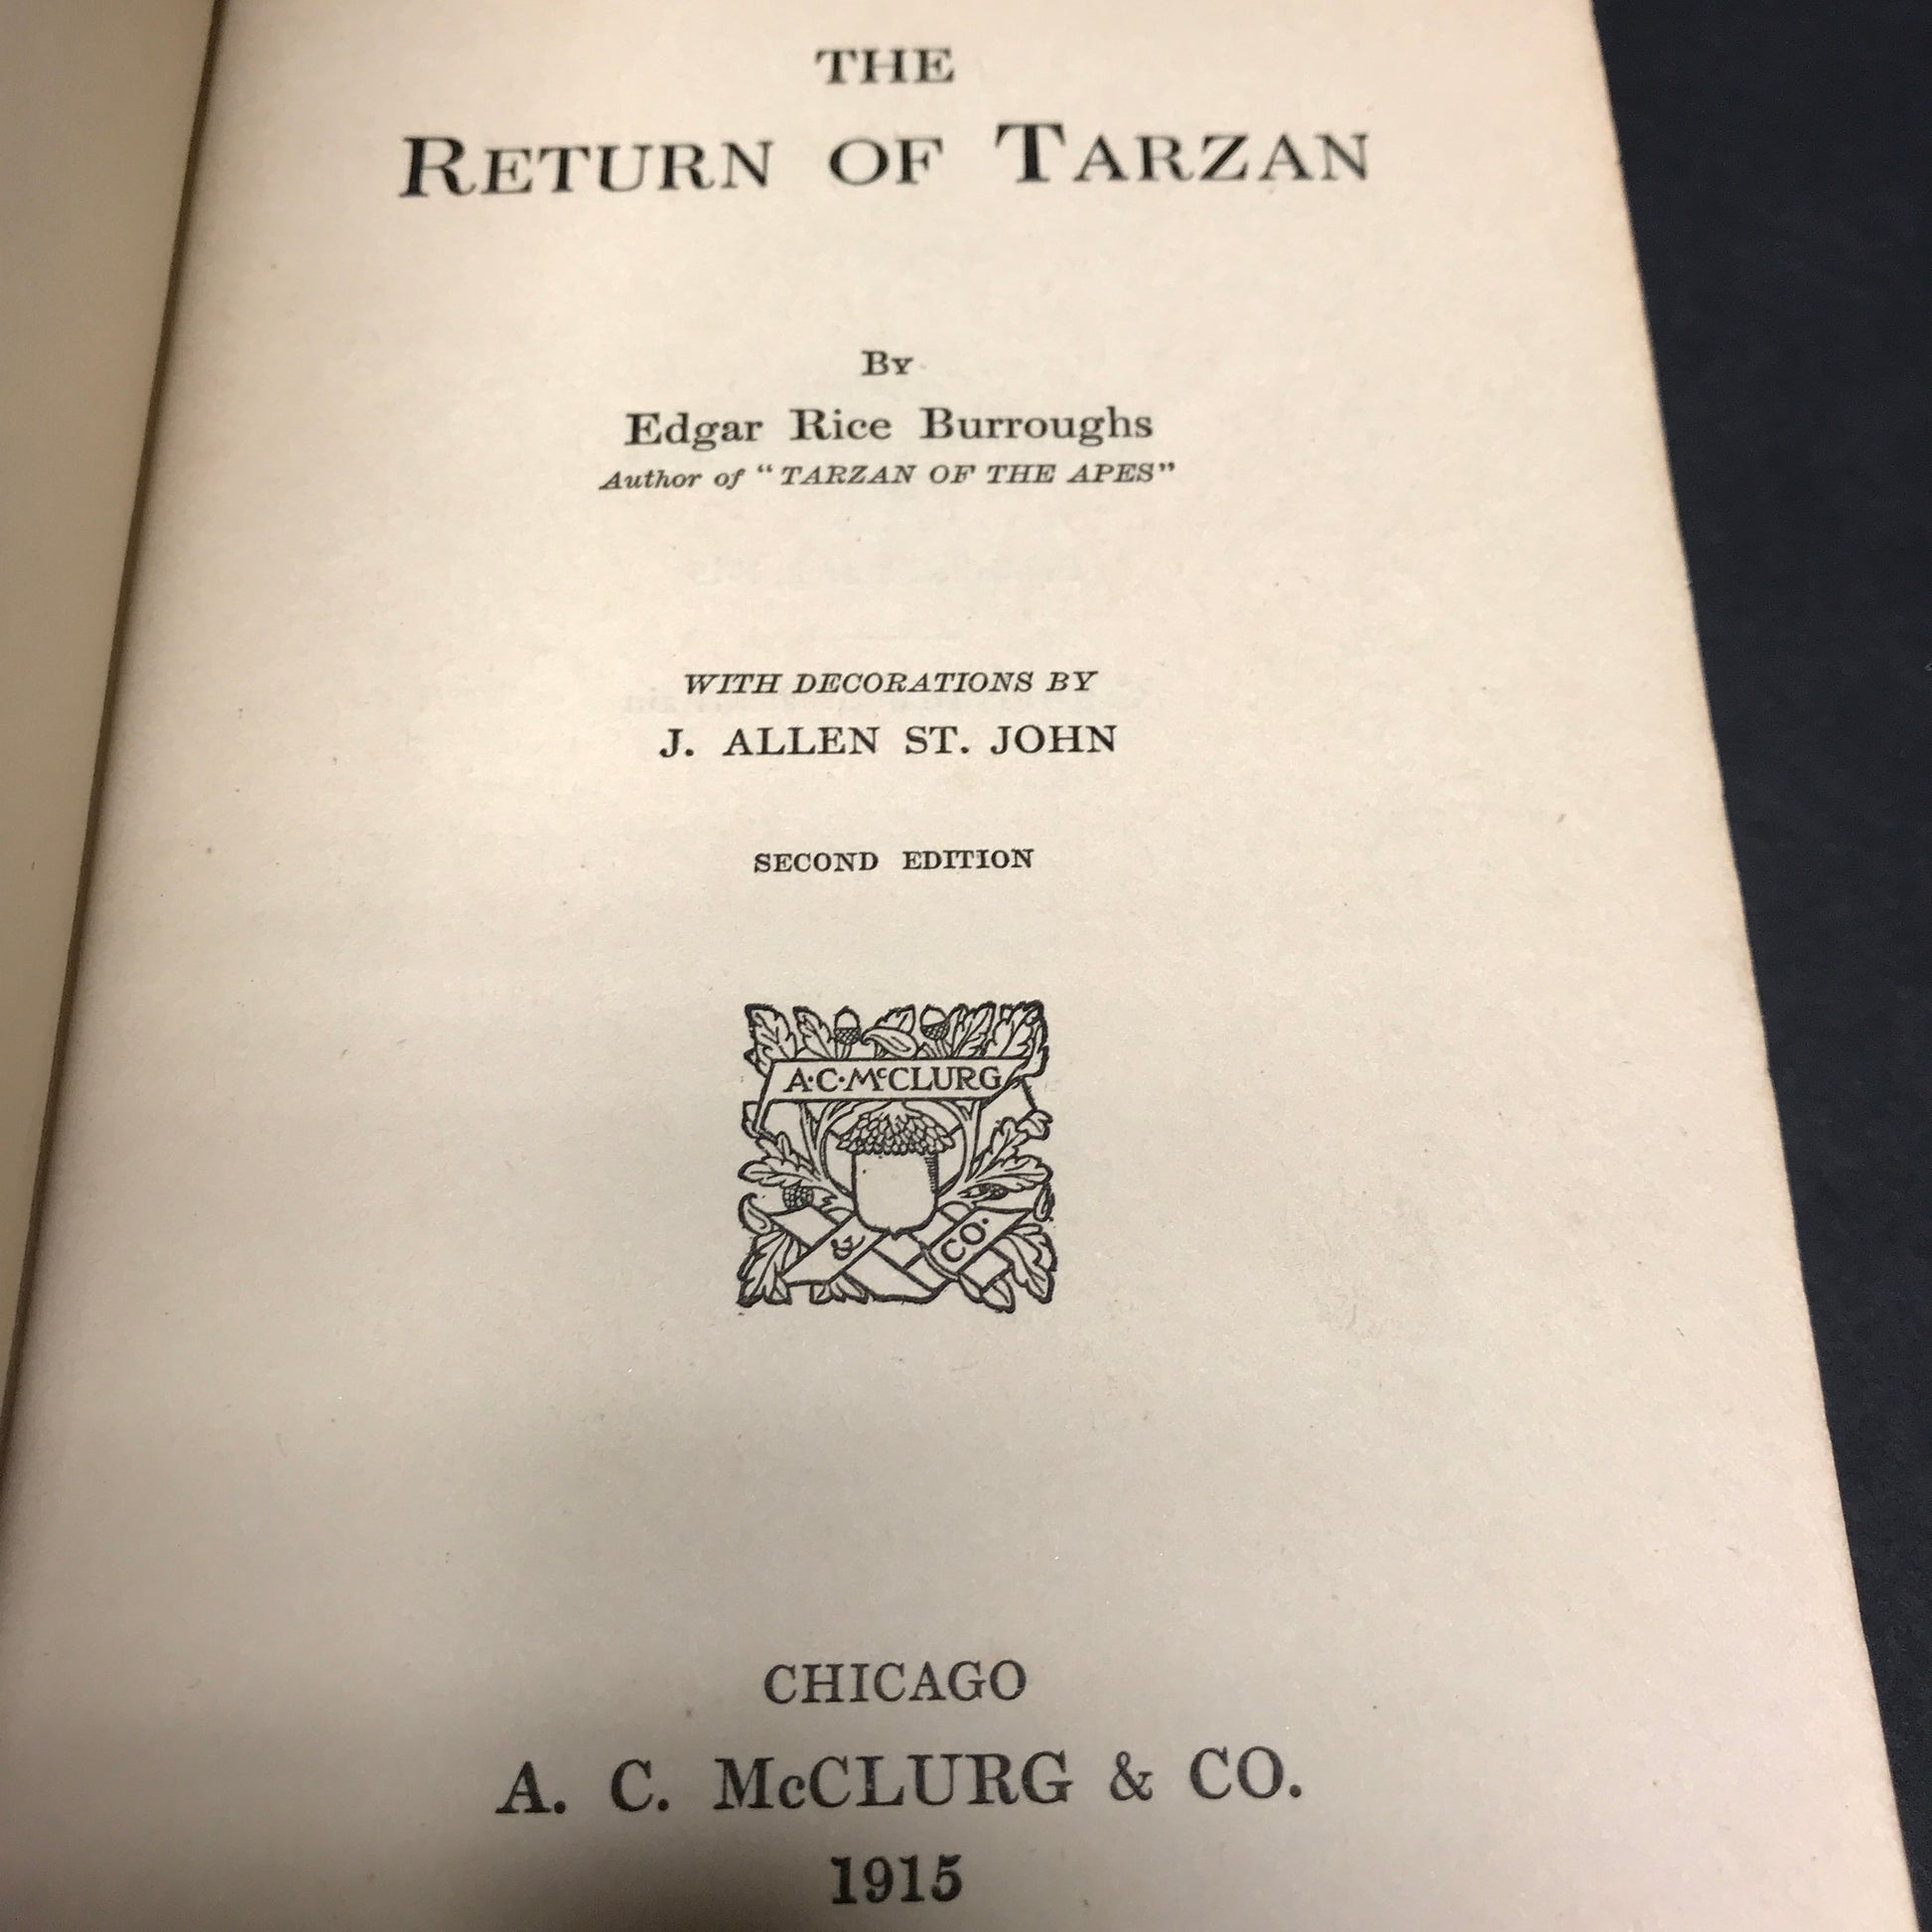 THE
RETURN OF TARZAN
BY
Edgar Rice Burroughs
Author of "TARZAN OF THE APES"
WITH DECORATIONS BY
J. ALLEN ST. JOHN
SECOND EDITION
A·C·McCLURG
& CO.
CHICAGO
A. C. McCLURG & CO.
1915